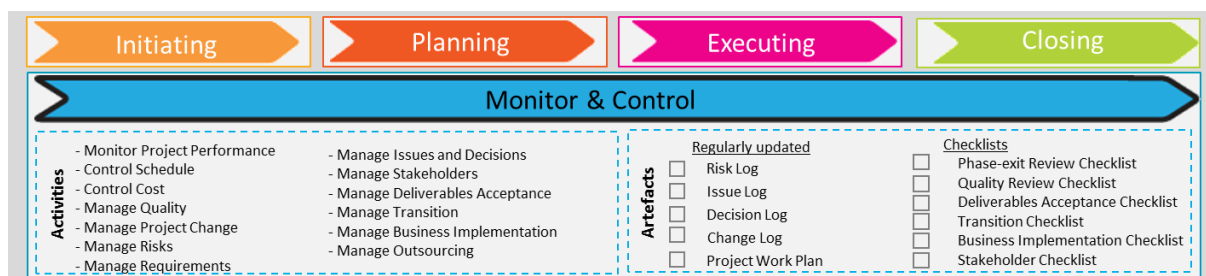 Initiating
Planning
Executing
Closing
Monitor & Control
Activities
- Monitor Project Performance
- Control Schedule
- Control Cost
- Manage Quality
- Manage Project Change
- Manage Risks
- Manage Requirements
- Manage Issues and Decisions
- Manage Stakeholders
- Manage Deliverables Acceptance
- Manage Transition
- Manage Business Implementation
- Manage Outsourcing
Artefacts
Regularly updated
Risk Log
Issue Log
Decision Log
Change Log
Project Work Plan
Checklists
Phase-exit Review Checklist
Quality Review Checklist
Deliverables Acceptance Checklist
Transition Checklist
Business Implementation Checklist
Stakeholder Checklist